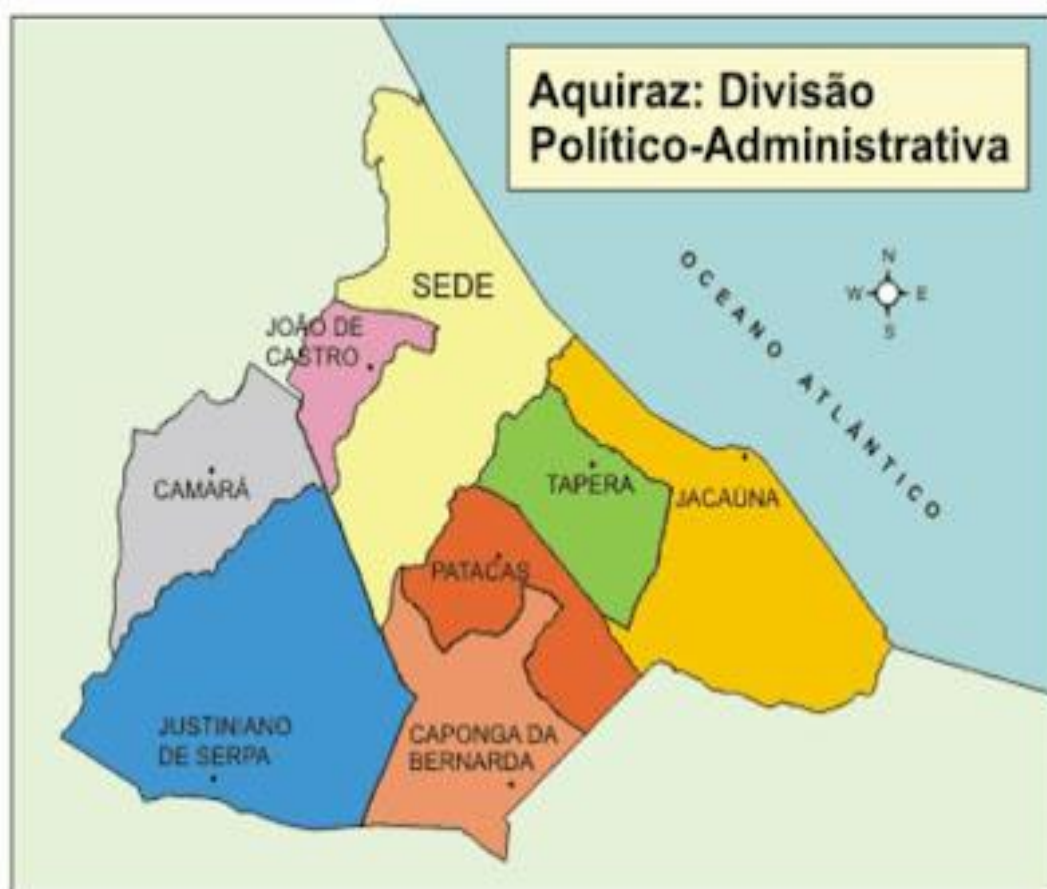 Aquiraz: Divisão
Político-Administrativa
N
W
E
S
OCEANO ATLÂNTICO
SEDE
JOÃO DE
CASTRO
CAMARÁ
TAPERA
JACAÚNA
PATACAS
JUSTINIANO
DE SERPA
CAPONGA DA
BERNARDA